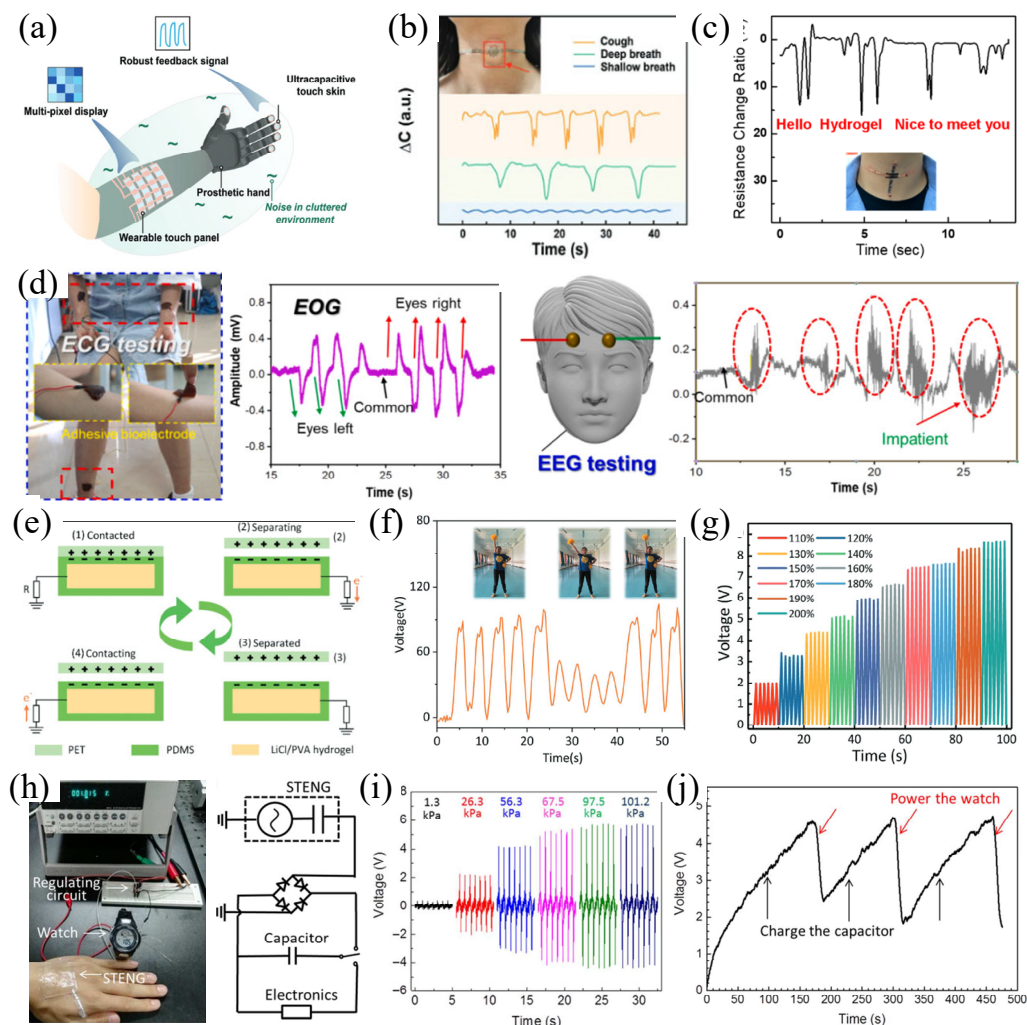 (a)
Robust feedback signal
Ultracapacitive
touch skin
Multi-pixel display
Prosthetic hand
Noise in cluttered
environment
Wearable touch panel
(b)
Cough
Deep breath
Shallow breath
ΔC (a.u.)
0 10 20 30 40
Time (s)
(c)
Resistance Change Ratio
0
10
20
30
Hello Hydrogel Nice to meet you
0 5 10
Time (sec)
(d)
ECG testing
Adhesive bioelectrode
EOG
Eyes right
Eyes left
Common
Amplitude (mV)
0.8
0.4
0.0
-0.4
-0.8
15 20 25 30 35
Time (s)
EEG testing
0.4
0.2
0.0
-0.2
Common
Impatient
10 15 20 25
Time (s)
(e)
(1) Contacted
(2) Separating
(2)
R
e-
(4) Contacting
(3) Separated
(3)
e-
PET
PDMS
LiCl/PVA hydrogel
(f)
Voltage(V)
80
120
60
0
0 5 10 15 20 25 30 35 40 45 50
Time(s)
(g)
110% 120%
130% 140%
150% 160%
170% 180%
190%
200%
Voltage (V)
8
7
6
5
4
3
2
1
0
0 20 40 60 80 100
Time (s)
(h)
Regulating
circuit
Watch
STENG
STENG
Capacitor
Electronics
(i)
1.3
kPa
26.3
kPa
56.3
kPa
67.5
kPa
97.5
kPa
101.2
kPa
Voltage (V)
8
6
4
2
0
−2
−4
−6
0 5 10 15 20 25 30
Time (s)
(j)
Power the watch
Charge the capacitor
Voltage (V)
6
5
4
3
2
1
0
0 50 100 150 200 250 300 350 400 450 500
Time (s)